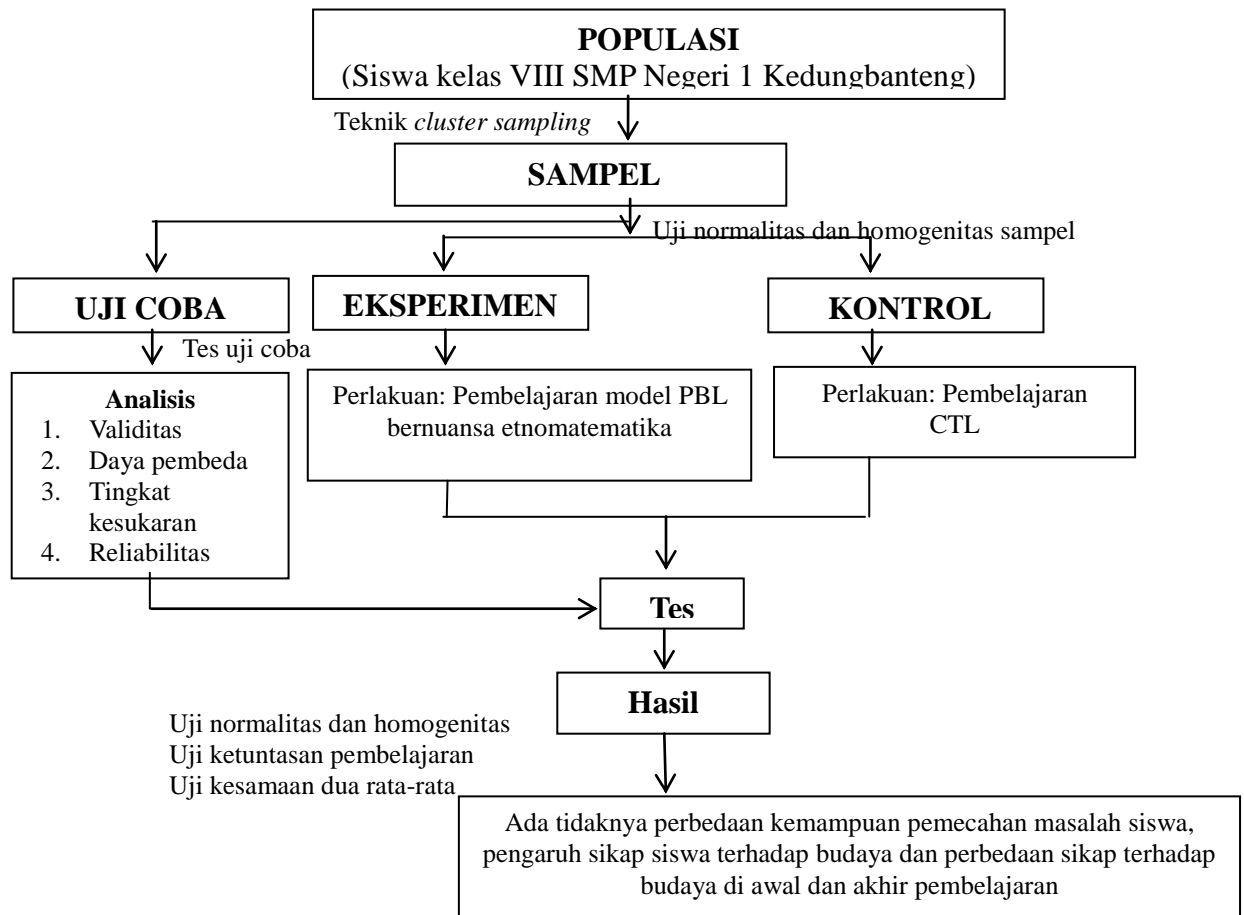 POPULASI
(Siswa kelas VIII SMP Negeri 1 Kedungbanteng)
Teknik cluster sampling
SAMPEL
Uji normalitas dan homogenitas sampel
UJI COBA
EKSPERIMEN
KONTROL
Tes uji coba
Analisis
1. Validitas
2. Daya pembeda
3. Tingkat
kesukaran
4. Reliabilitas
Perlakuan: Pembelajaran model PBL
bernuansa etnomatematika
Perlakuan: Pembelajaran
CTL
Tes
Hasil
Uji normalitas dan homogenitas
Uji ketuntasan pembelajaran
Uji kesamaan dua rata-rata
Ada tidaknya perbedaan kemampuan pemecahan masalah siswa,
pengaruh sikap siswa terhadap budaya dan perbedaan sikap terhadap
budaya di awal dan akhir pembelajaran